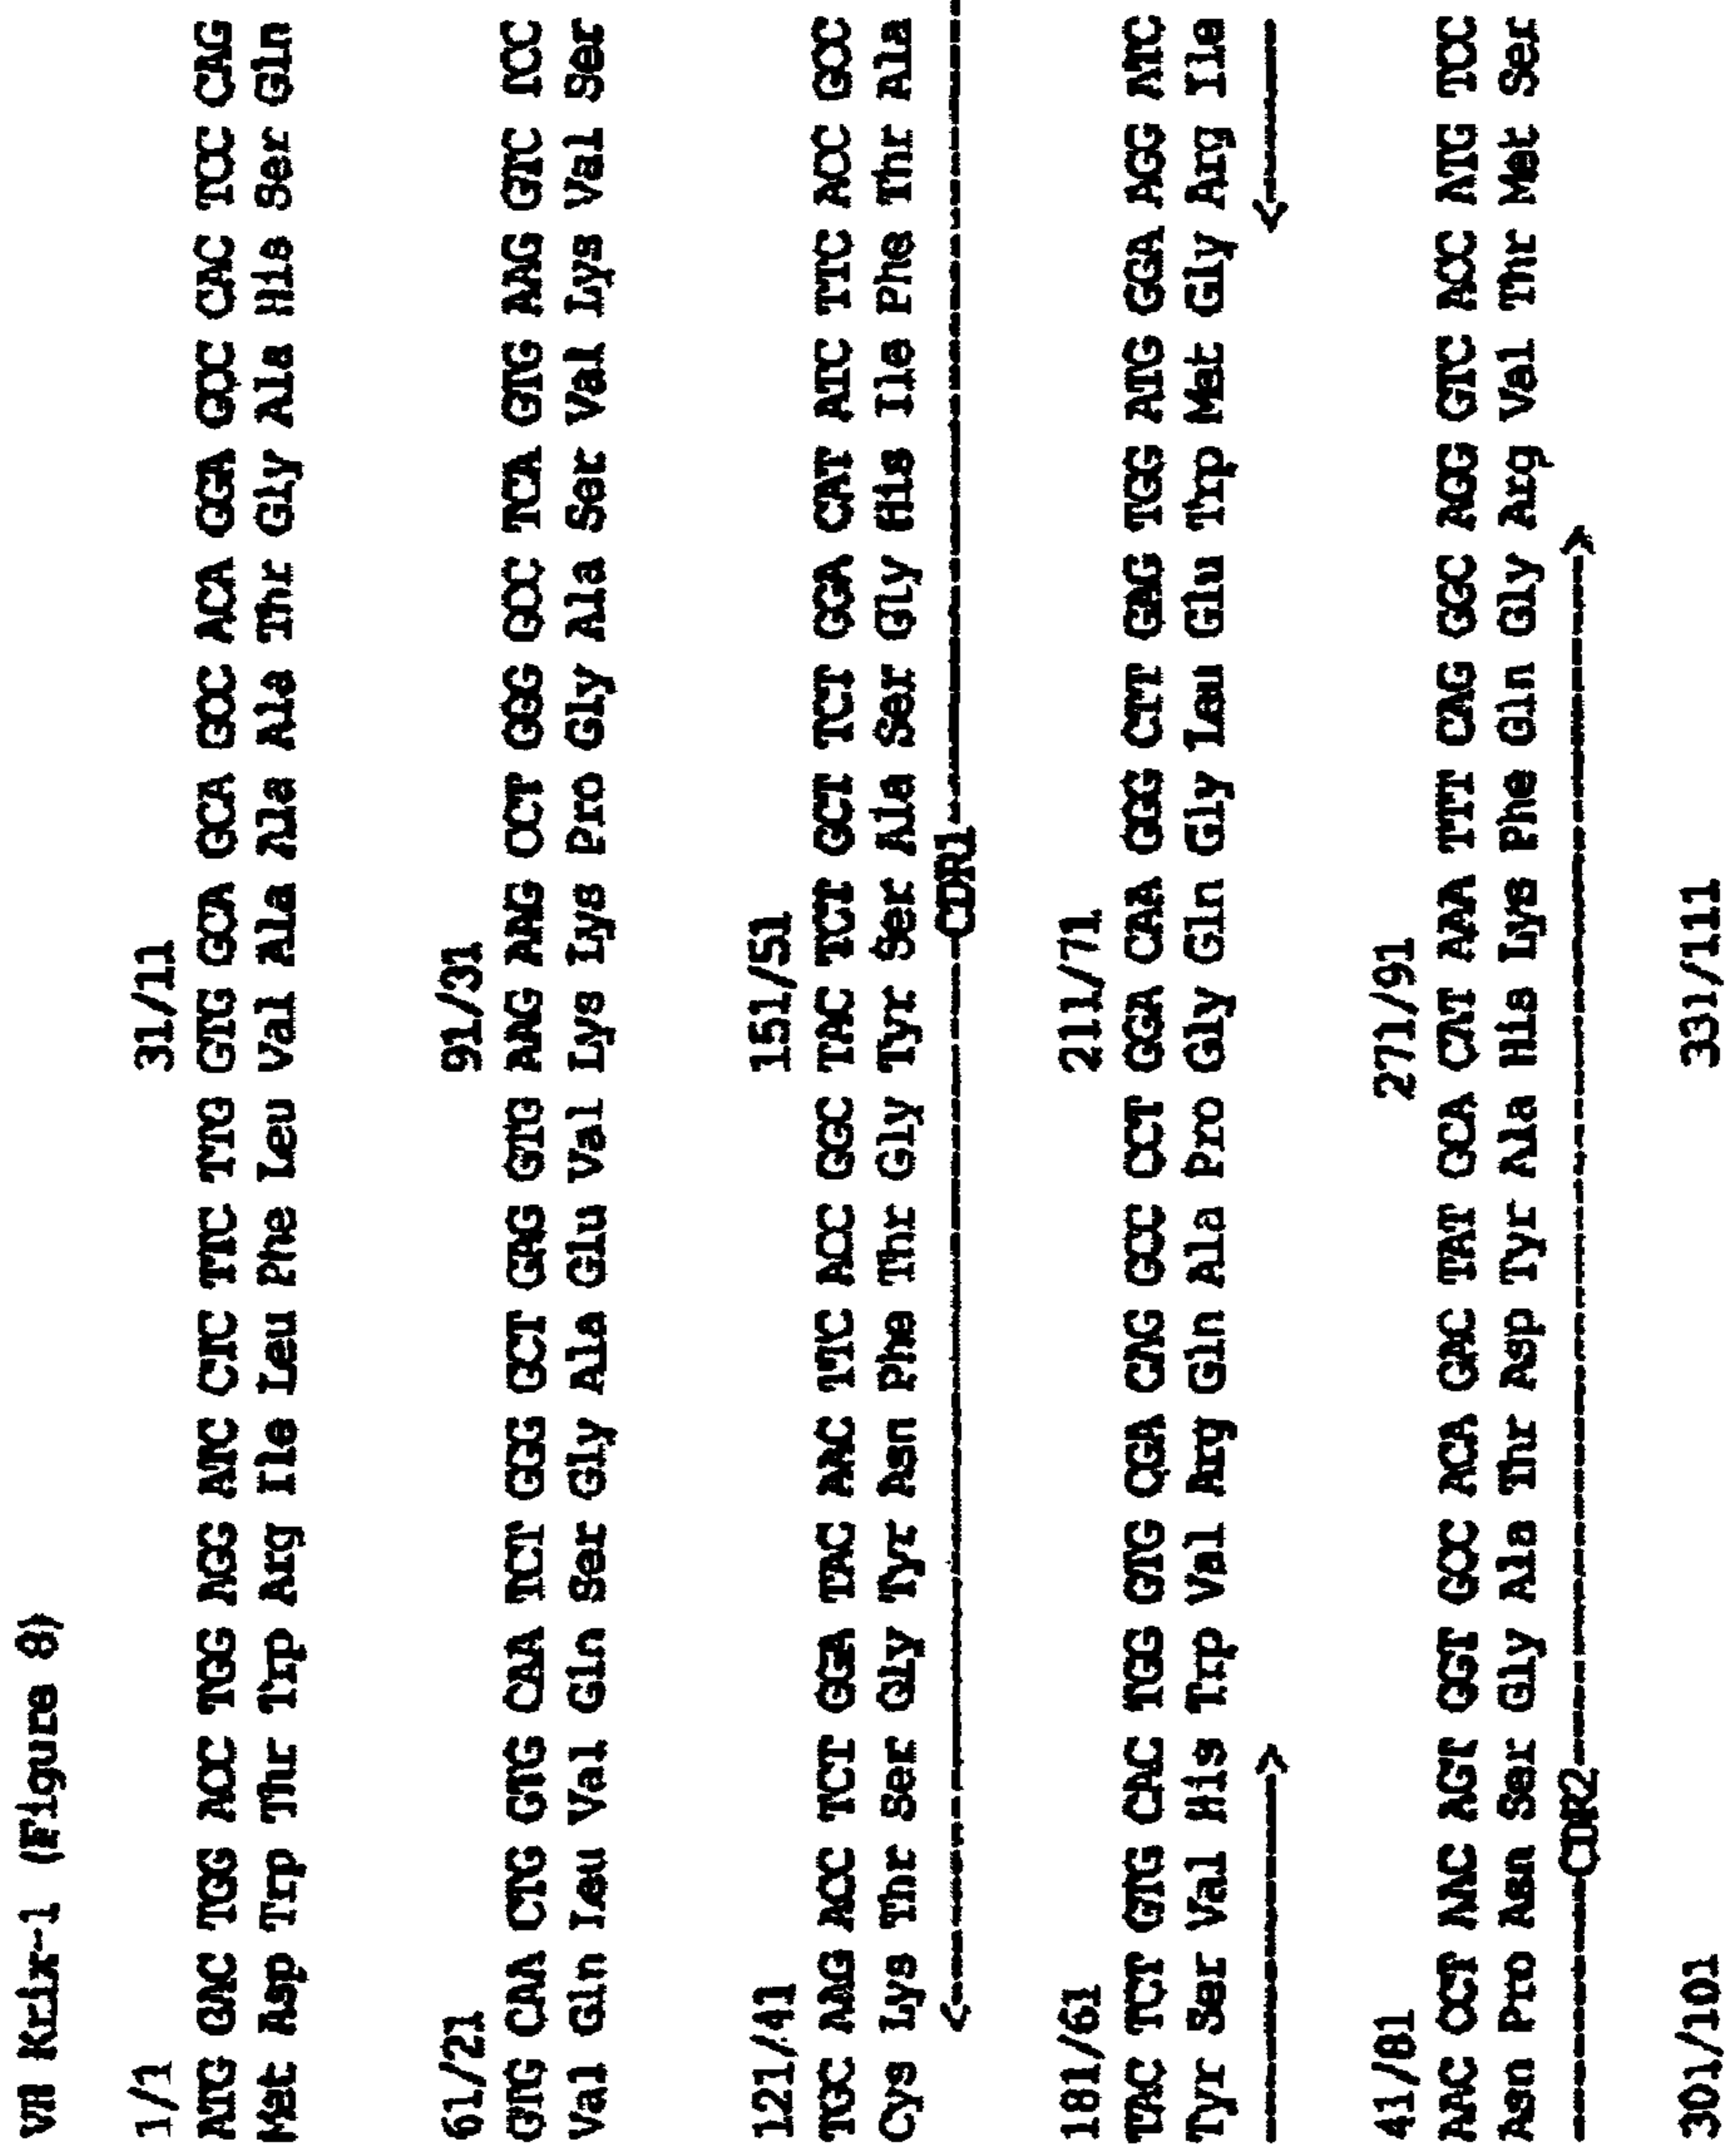 VH Krix-1 (Figure 8)
1/1 31/11
ATG GAC TGG ACC TGG AGG ATC CTC TTC TTG GTG GCA GCA GCC ACA GGA GCC CAC TCC CAG
Met Asp Trp Thr Trp Arg Ile Leu Phe Leu Val Ala Ala Ala Thr Gly Ala His Ser Gln
61/21 91/31
GTG CAA CTG GTG CAA TCT GGG GCT GAG GTG AAG AAG CCT GGG GCC TCA GTG AAG GTC TCC
Val Gln Leu Val Gln Ser Gly Ala Glu Val Lys Lys Pro Gly Ala Ser Val Lys Val Ser
121/41 151/51
TGC AAG ACC TCT GGA TAC AAC TTC ACC GGC TAC TCT GCT TCT GGA CAT ATC TTC ACC GCC
Cys Lys Thr Ser Gly Tyr Asn Phe Thr Gly Tyr Ser Ala Ser Gly His Ile Phe Thr Ala
CDR1
181/61 211/71
TAC TCT GTG CAC TGG GTG CGA CAG GCC CCT GGA CAA GGG CTT GAG TGG ATG GGA AGG ATC
Tyr Ser Val His Trp Val Arg Gln Ala Pro Gly Gln Gly Leu Glu Trp Met Gly Arg Ile
41/81 271/91
AAC CCT AAC AGT GGT GCC ACA GAC TAT GCA CAT AAA TTT CAG GGC AGG GTC ACC ATG TCC
Asn Pro Asn Ser Gly Ala Thr Asp Tyr Ala His Lys Phe Gln Gly Arg Val Thr Met Ser
CDR2
301/101 331/111